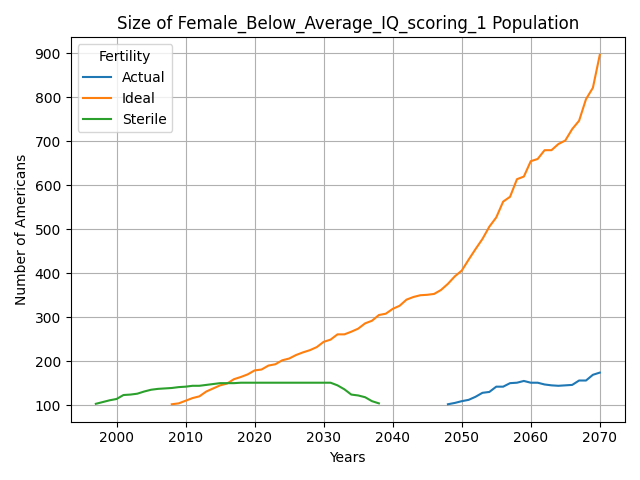 Size of Female_Below_Average_IQ_scoring_1 Population
Fertility
Actual
Ideal
Sterile
Number of Americans
900
800
700
600
500
400
300
200
100
2000 2010 2020 2030 2040 2050 2060 2070
Years